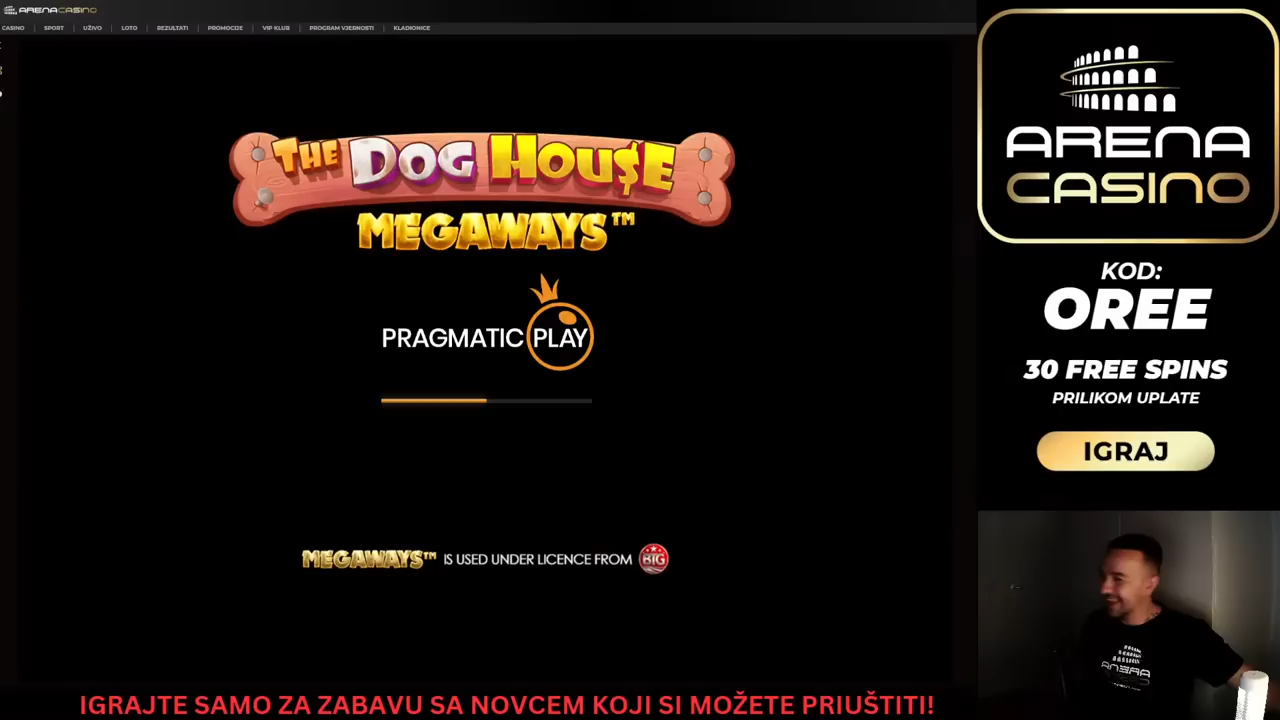 ARENACASINO
CASINO | SPORT | UŽIVO | LOTO | REZULTATI | PROMOCIJE | VIP KLUB | PROGRAM VJERNOSTI | KLADIONICE
THE DOG HOU$E
MEGAWAYS™
PRAGMATIC PLAY
MEGAWAYS™ IS USED UNDER LICENCE FROM BIG
ARENA
CASINO
KOD:
OREE
30 FREE SPINS
PRILIKOM UPLATE
IGRAJ
IGRAJTE SAMO ZA ZABAVU SA NOVCEM KOJI SI MOŽETE PRIUŠTITI!